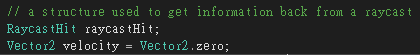 // a structure used to get information back from a raycast
RaycastHit raycastHit;
Vector2 velocity = Vector2.zero;